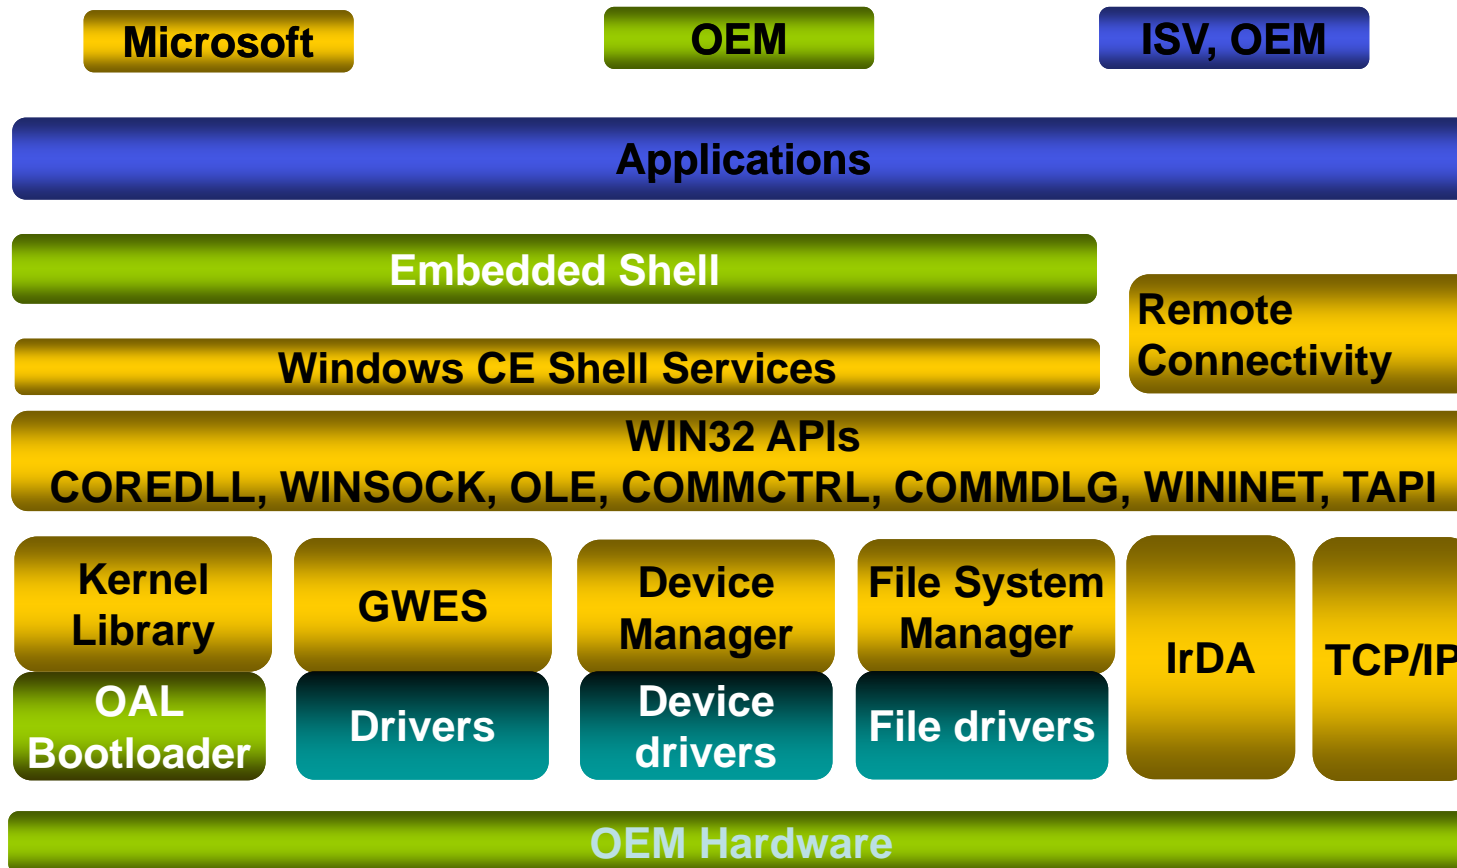 Microsoft
OEM
ISV, OEM
Applications
Embedded Shell
Remote
Connectivity
Windows CE Shell Services
WIN32 APIs
COREDLL, WINSOCK, OLE, COMMCTRL, COMMDLG, WININET, TAPI
Kernel
Library
GWES
Device
Manager
File System
Manager
IrDA
TCP/IP
OAL
Bootloader
Drivers
Device
drivers
File drivers
OEM Hardware